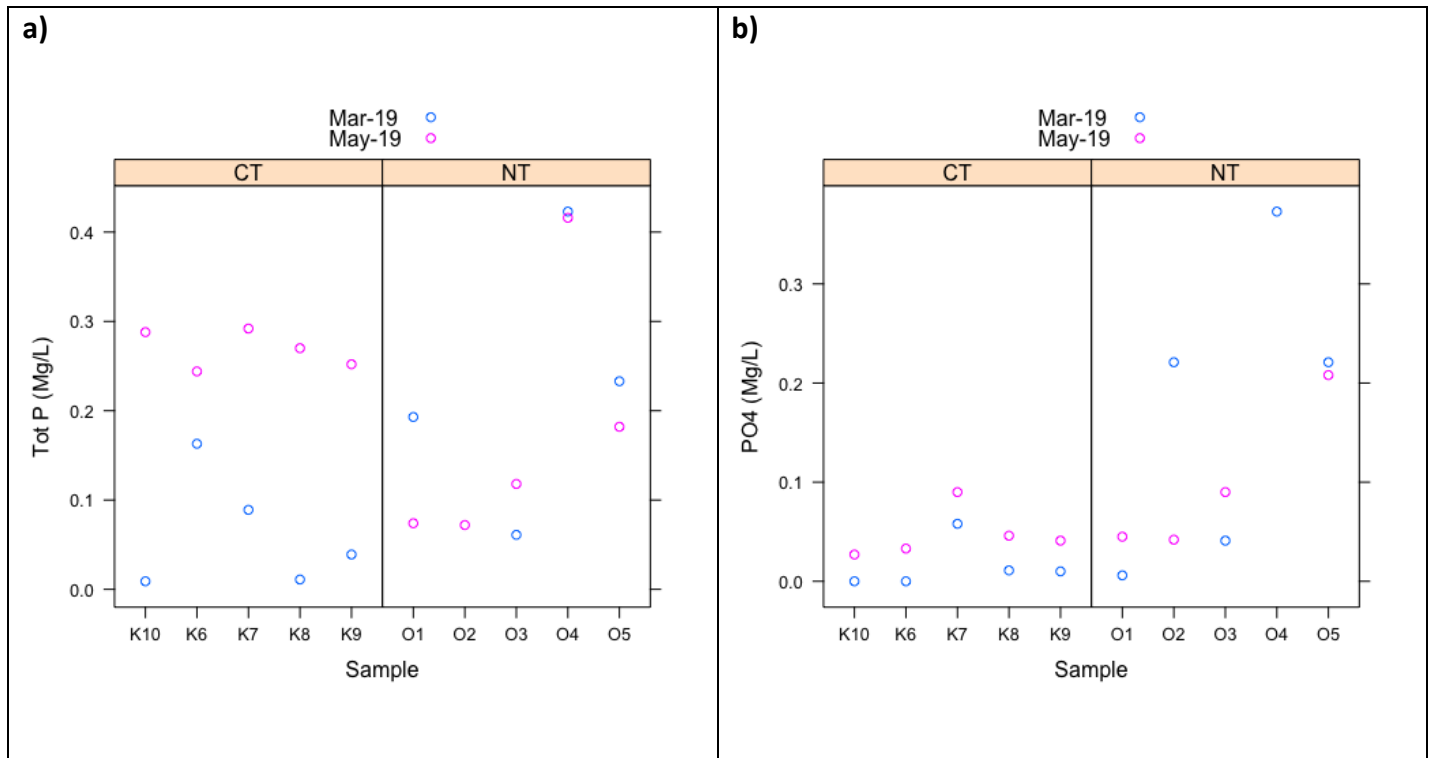 a)
Mar-19
May-19
CT NT
0.4
0.3
0.2
0.1
0.0
Tot P (Mg/L)
K10 K6 K7 K8 K9 O1 O2 O3 O4 O5
Sample
b)
Mar-19
May-19
CT NT
0.3
0.2
0.1
0.0
PO4 (Mg/L)
K10 K6 K7 K8 K9 O1 O2 O3 O4 O5
Sample